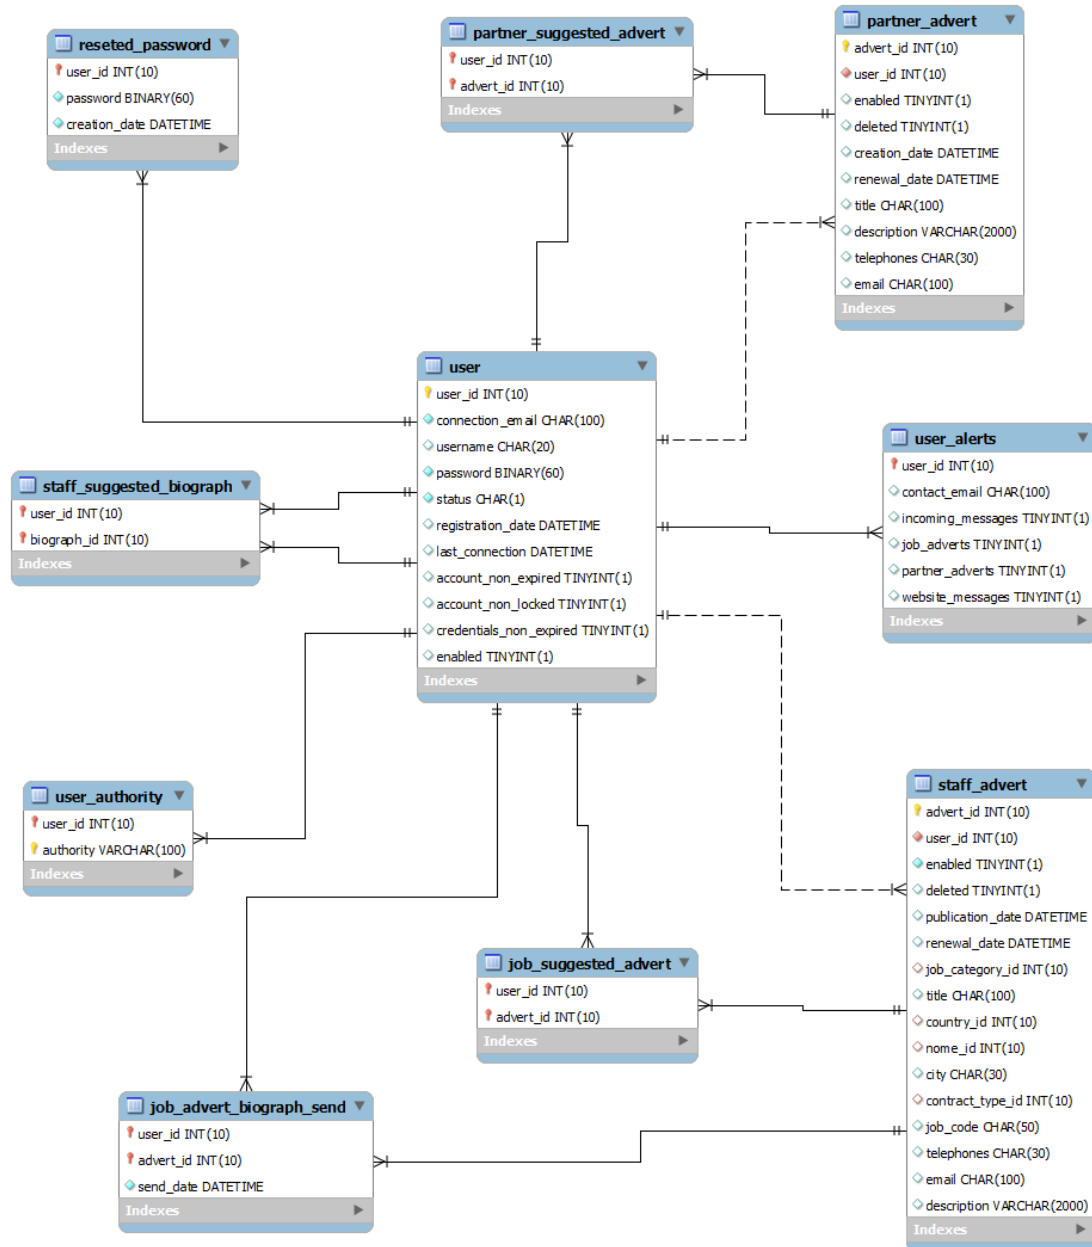 reseted_password
user_id INT(10)
password BINARY(60)
creation_date DATETIME
Indexes
partner_suggested_advert
user_id INT(10)
advert_id INT(10)
Indexes
partner_advert
advert_id INT(10)
user_id INT(10)
enabled TINYINT(1)
deleted TINYINT(1)
creation_date DATETIME
renewal_date DATETIME
title CHAR(100)
description VARCHAR(2000)
telephones CHAR(30)
email CHAR(100)
Indexes
user
user_id INT(10)
connection_email CHAR(100)
username CHAR(20)
password BINARY(60)
status CHAR(1)
registration_date DATETIME
last_connection DATETIME
account_non_expired TINYINT(1)
account_non_locked TINYINT(1)
credentials_non_expired TINYINT(1)
enabled TINYINT(1)
Indexes
user_alerts
user_id INT(10)
contact_email CHAR(100)
incoming_messages TINYINT(1)
job_adverts TINYINT(1)
partner_adverts TINYINT(1)
website_messages TINYINT(1)
Indexes
staff_suggested_biograph
user_id INT(10)
biograph_id INT(10)
Indexes
user_authority
user_id INT(10)
authority VARCHAR(100)
Indexes
staff_advert
advert_id INT(10)
user_id INT(10)
enabled TINYINT(1)
deleted TINYINT(1)
publication_date DATETIME
renewal_date DATETIME
job_category_id INT(10)
title CHAR(100)
country_id INT(10)
nome_id INT(10)
city CHAR(30)
contract_type_id INT(10)
job_code CHAR(50)
telephones CHAR(30)
email CHAR(100)
description VARCHAR(2000)
Indexes
job_suggested_advert
user_id INT(10)
advert_id INT(10)
Indexes
job_advert_biograph_send
user_id INT(10)
advert_id INT(10)
send_date DATETIME
Indexes